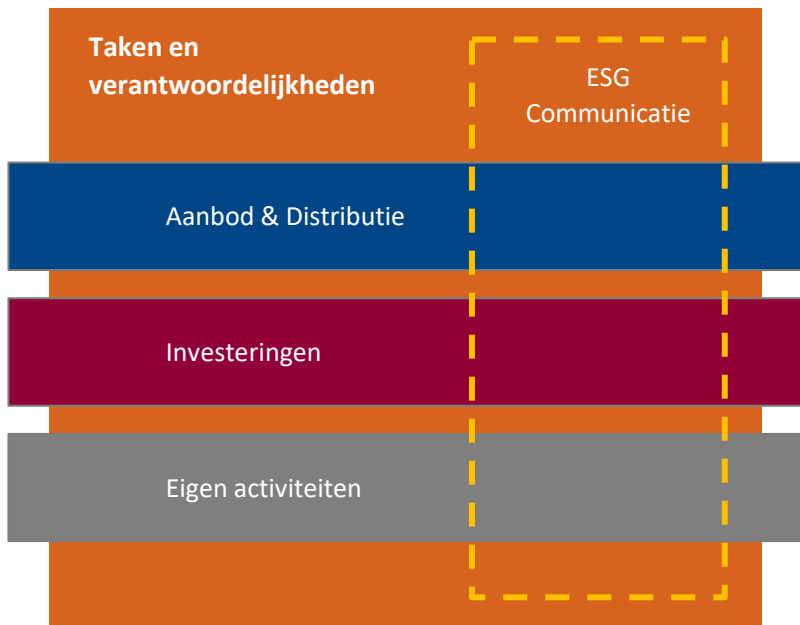 Taken en
verantwoordelijkheden
ESG
Communicatie
Aanbod & Distributie
Investeringen
Eigen activiteiten